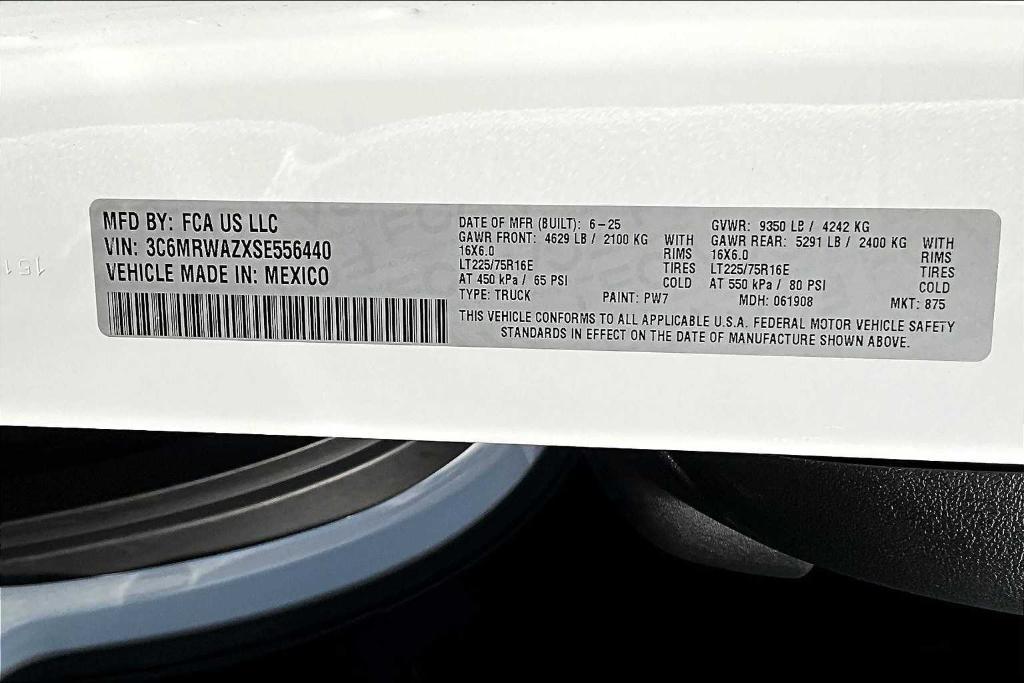 MFD BY: FCA US LLC
VIN: 3C6MRWAZXSE556440
VEHICLE MADE IN: MEXICO
DATE OF MFR (BUILT): 6-25
GAWR FRONT: 4629 LB / 2100 KG WITH
16X6.0 RIMS
LT225/75R16E TIRES
AT 450 kPa / 65 PSI COLD
TYPE: TRUCK PAINT: PW7
GVWR: 9350 LB / 4242 KG
GAWR REAR: 5291 LB / 2400 KG WITH
16X6.0 RIMS
LT225/75R16E TIRES
AT 550 kPa / 80 PSI COLD
MDH: 061908 MKT: 875
THIS VEHICLE CONFORMS TO ALL APPLICABLE U.S.A. FEDERAL MOTOR VEHICLE SAFETY
STANDARDS IN EFFECT ON THE DATE OF MANUFACTURE SHOWN ABOVE.